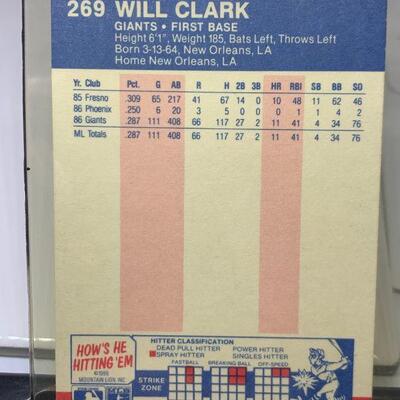 269 WILL CLARK
GIANTS • FIRST BASE
Height 6'1", Weight 185, Bats Left, Throws Left
Born 3-13-64, New Orleans, LA
Home New Orleans, LA
Yr. Club Pct. G AB R H 2B 3B HR RBI SB BB SO
85 Fresno .309 65 217 41 67 14 0 10 48 11 62 46
86 Phoenix .250 6 20 3 5 0 0 0 1 1 4 2
86 Giants .287 111 408 66 117 27 2 11 41 4 34 76
ML Totals .287 111 408 66 117 27 2 11 41 4 34 76
HOW'S HE
HITTING 'EM
©1986
MOUNTAIN LION, INC.
HITTER CLASSIFICATION
DEAD PULL HITTER POWER HITTER
SPRAY HITTER SINGLES HITTER
FASTBALL BREAKING BALL OFF-SPEED
STRIKE
ZONE